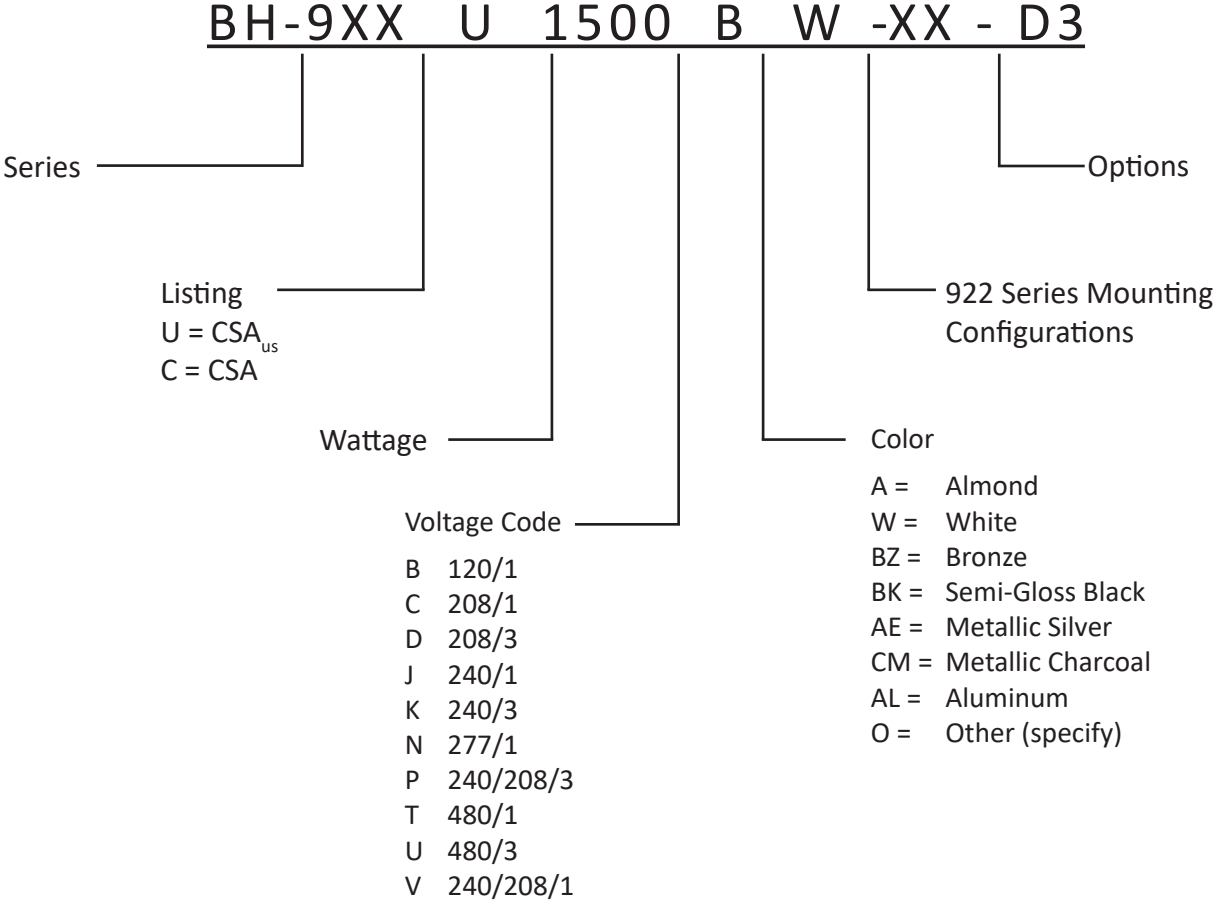 BH-9XX U 1500 B W -XX - D3
Series
Options
Listing
U = CSAus
C = CSA
922 Series Mounting
Configurations
Wattage
Voltage Code
B 120/1
C 208/1
D 208/3
J 240/1
K 240/3
N 277/1
P 240/208/3
T 480/1
U 480/3
V 240/208/1
Color
A = Almond
W = White
BZ = Bronze
BK = Semi-Gloss Black
AE = Metallic Silver
CM = Metallic Charcoal
AL = Aluminum
O = Other (specify)